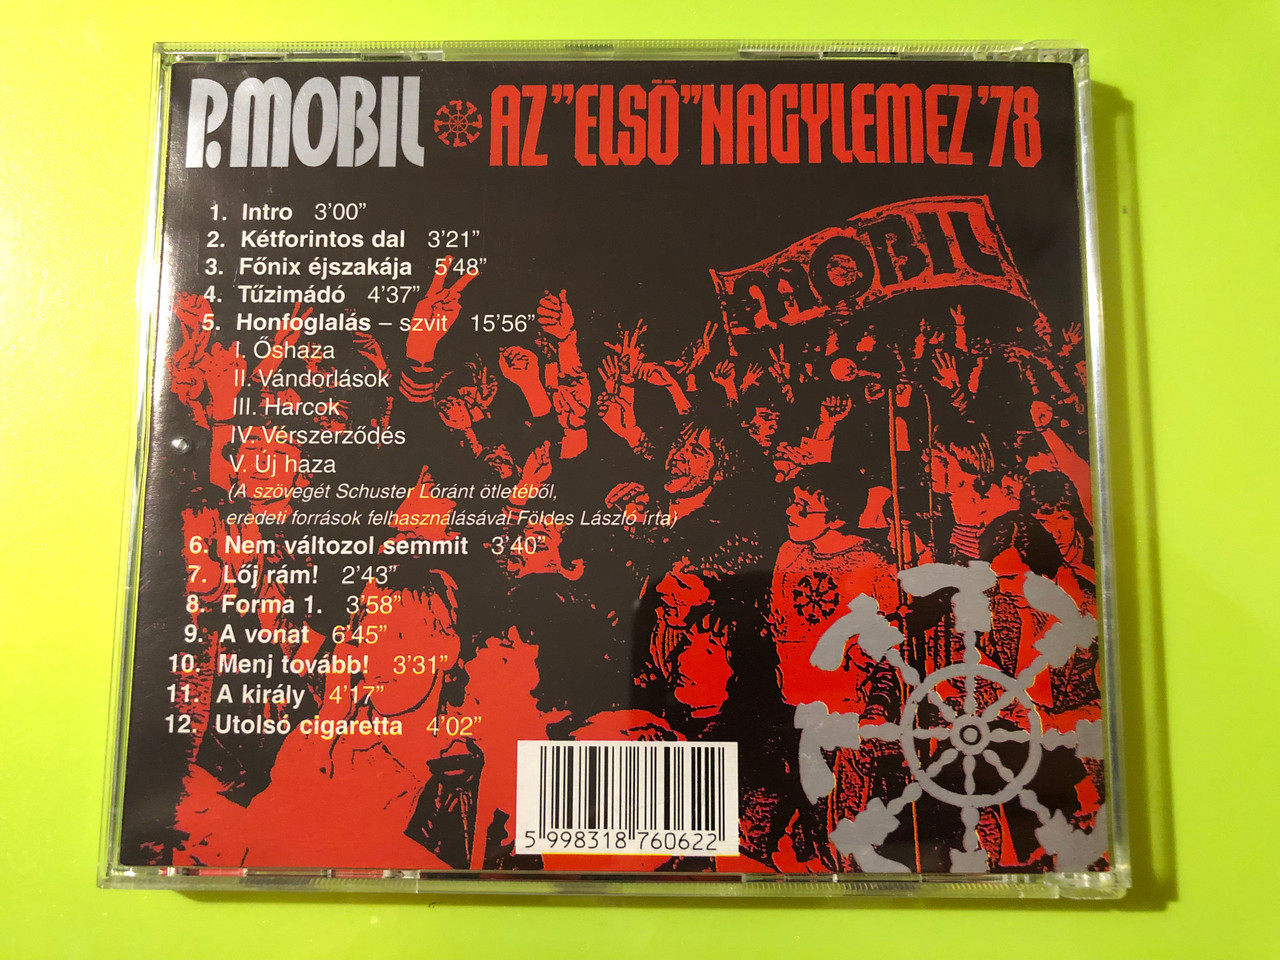 P. MOBIL AZ "ELSŐ" NAGYLEMEZ '78
MOBIL
1. Intro 3'00"
2. Kétforintos dal 3'21"
3. Főnix éjszakája 5'48"
4. Tűzimádó 4'37"
5. Honfoglalás – szvit 15'56"
I. Őshaza
II. Vándorlások
III. Harcok
IV. Vérszerződés
V. Új haza
(A szövegét Schuster Lóránt ötletéből,
eredeti források felhasználásával Földes László írta)
6. Nem változol semmit 3'40"
7. Lőj rám! 2'43"
8. Forma 1. 3'58"
9. A vonat 6'45"
10. Menj tovább! 3'31"
11. A király 4'17"
12. Utolsó cigaretta 4'02"
5 998318 760622